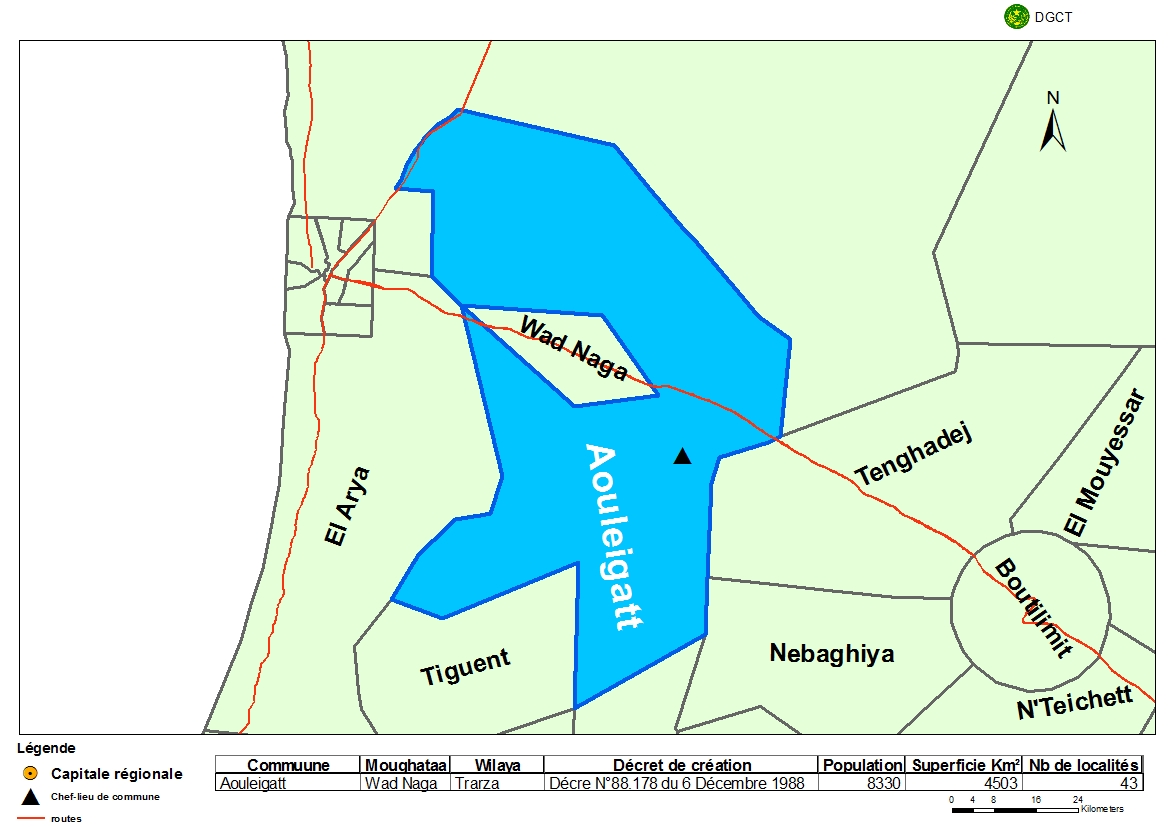 DGCT
N
Wad Naga
Tenghadej
El Mouyessar
El Arya
Aouleigatt
Boutilimit
Tiguent
Nebaghiya
N'Teichett
Légende
Capitale régionale
Chef-lieu de commune
routes
Commuune Moughataa Wilaya Décret de création Population Superficie Km² Nb de localités
Aouleigatt Wad Naga Trarza Décre N°88.178 du 6 Décembre 1988 8330 4503 43
0 4 8 16 24
Kilometers